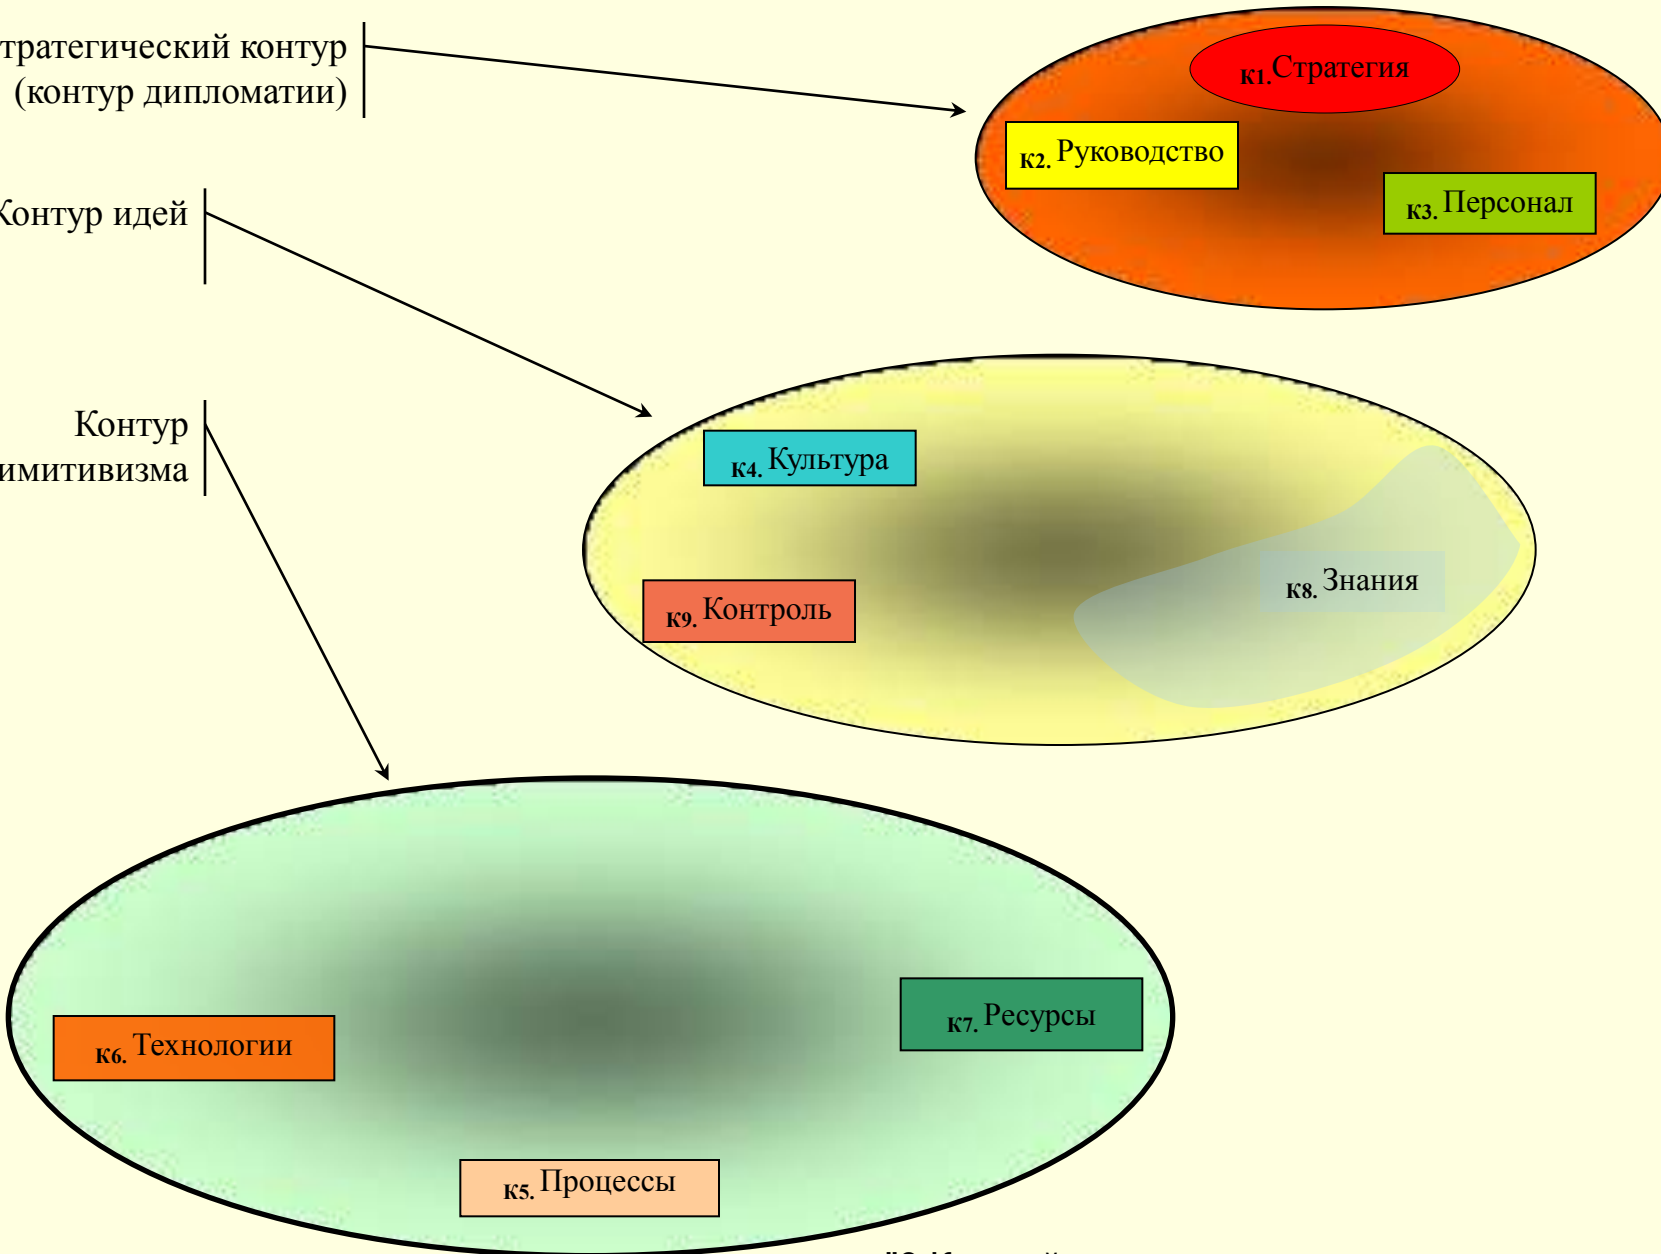 тратегический контур
(контур дипломатии)
К1.Стратегия
К2. Руководство
К3. Персонал
Контур идей
Контур
имитивизма
К4. Культура
К9. Контроль
К8. Знания
К6. Технологии
К7. Ресурсы
К5. Процессы